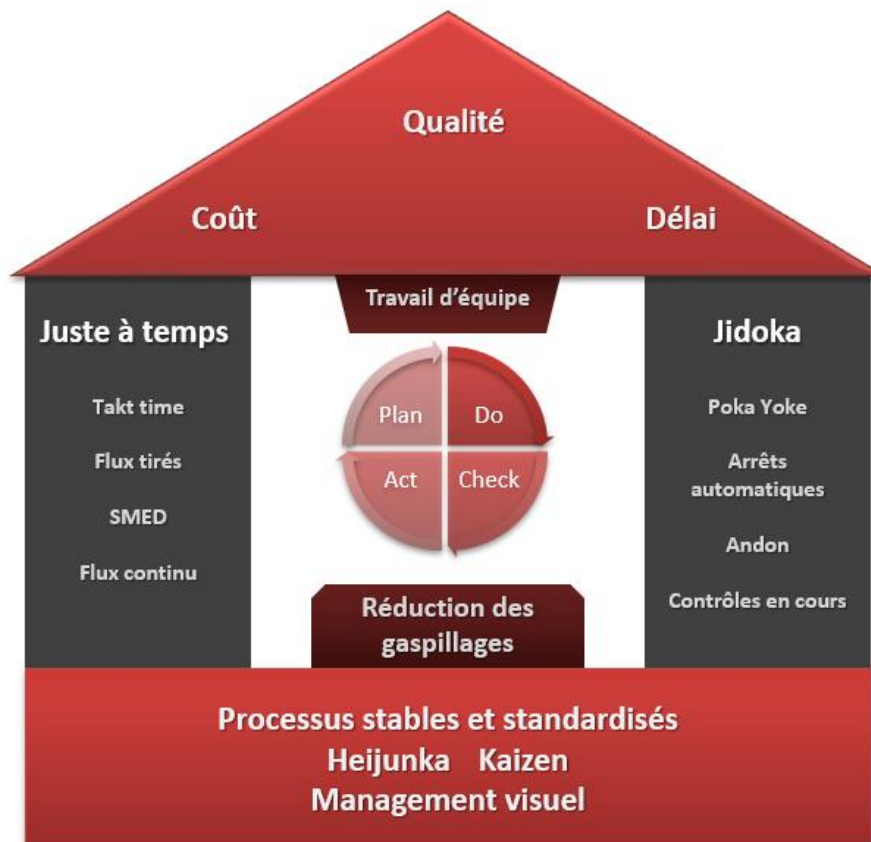 Qualité
Coût
Délai
Travail d'équipe
Juste à temps
Takt time
Flux tirés
SMED
Flux continu
Plan
Do
Act
Check
Réduction des
gaspillages
Jidoka
Poka Yoke
Arrêts
automatiques
Andon
Contrôles en cours
Processus stables et standardisés
Heijunka Kaizen
Management visuel